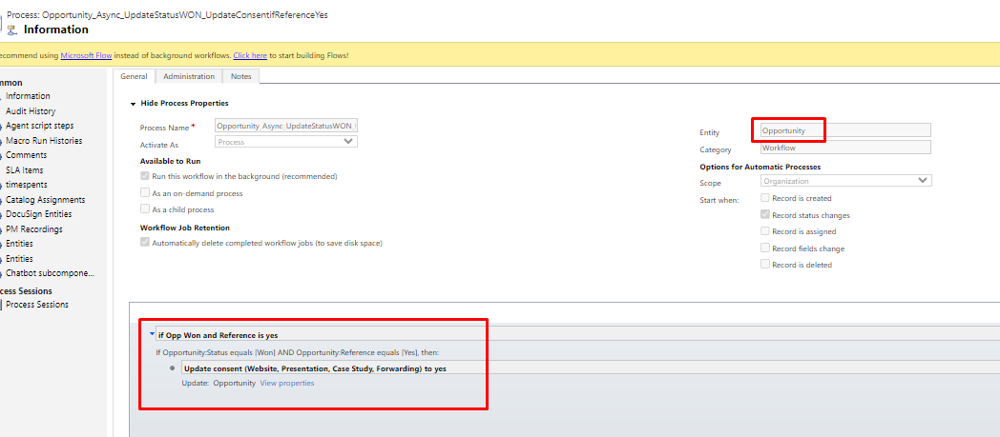 Process: Opportunity_Async_UpdateStatusWON_UpdateConsentifReferenceYes
Information
ecommend using Microsoft Flow instead of background workflows. Click here to start building Flows!
mmon
Information
Audit History
Agent script steps
Macro Run Histories
Comments
SLA Items
timespents
Catalog Assignments
DocuSign Entities
PM Recordings
Entities
Entities
Chatbot subcompone...
cess Sessions
Process Sessions
General Administration Notes
Hide Process Properties
Process Name * Opportunity_Async_UpdateStatusWON_U
Activate As Process
Available to Run
Run this workflow in the background (recommended)
As an on-demand process
As a child process
Workflow Job Retention
Automatically delete completed workflow jobs (to save disk space)
Entity Opportunity
Category Workflow
Options for Automatic Processes
Scope Organization
Start when: Record is created
Record status changes
Record is assigned
Record fields change
Record is deleted
if Opp Won and Reference is yes
If Opportunity:Status equals [Won] AND Opportunity:Reference equals [Yes], then:
Update consent (Website, Presentation, Case Study, Forwarding) to yes
Update: Opportunity View properties